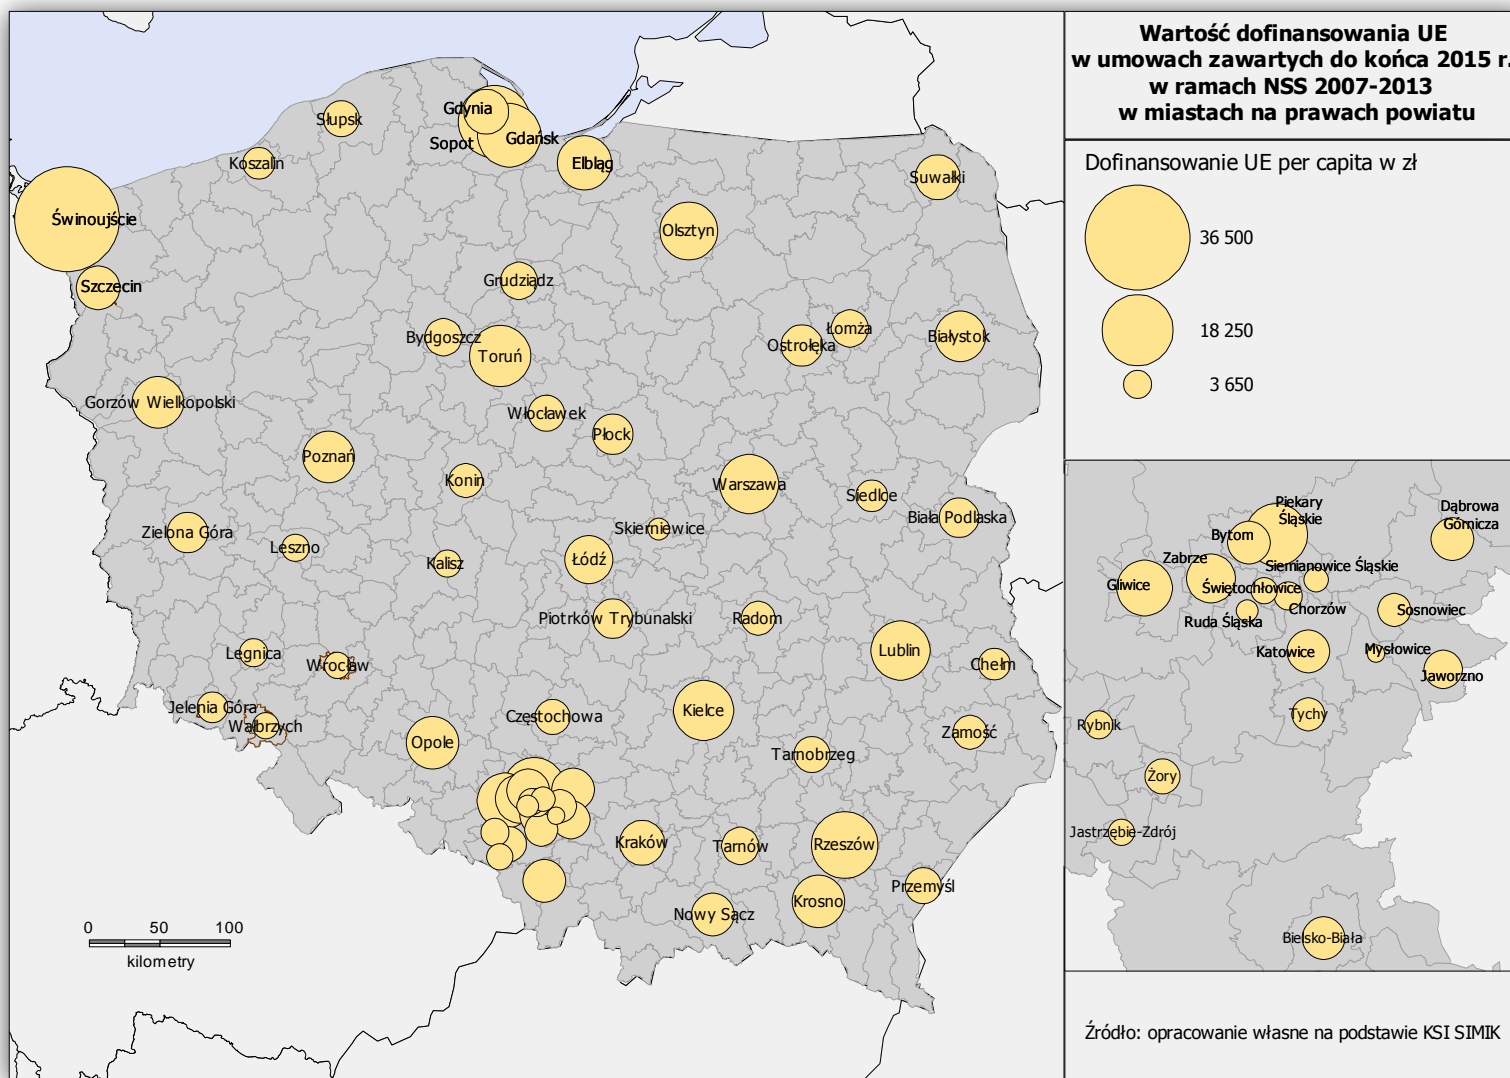 Wartość dofinansowania UE
w umowach zawartych do końca 2015 r.
w ramach NSS 2007-2013
w miastach na prawach powiatu
Dofinansowanie UE per capita w zł
36 500
18 250
3 650
Słupsk
Gdynia
Sopot
Gdańsk
Koszalin
Elbląg
Suwałki
Świnoujście
Olsztyn
Szczecin
Grudziądz
Bydgoszcz
Toruń
Łomża
Ostrołęka
Białystok
Gorzów Wielkopolski
Włocławek
Płock
Poznań
Konin
Warszawa
Siedlce
Biała Podlaska
Zielona Góra
Leszno
Skierniewice
Kalisz
Łódź
Piotrków Trybunalski
Radom
Legnica
Wrocław
Lublin
Chełm
Jelenia Góra
Wałbrzych
Częstochowa
Kielce
Opole
Zamość
Tarnobrzeg
Kraków
Tarnów
Rzeszów
Przemyśl
Krosno
Nowy Sącz
0 50 100
kilometry
Piekary
Śląskie
Dąbrowa
Górnicza
Bytom
Zabrze
Siemianowice Śląskie
Gliwice
Świętochłowice
Chorzów
Ruda Śląska
Sosnowiec
Katowice
Mysłowice
Jaworzno
Tychy
Rybnik
Żory
Jastrzębie-Zdrój
Bielsko-Biała
Źródło: opracowanie własne na podstawie KSI SIMIK